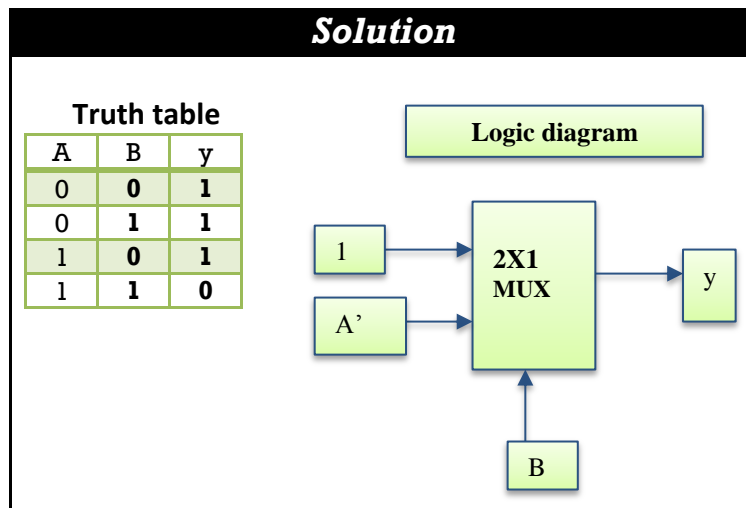 Solution
Truth table
A B y
0 0 1
0 1 1
1 0 1
1 1 0
Logic diagram
1
A’
2X1
MUX
y
B